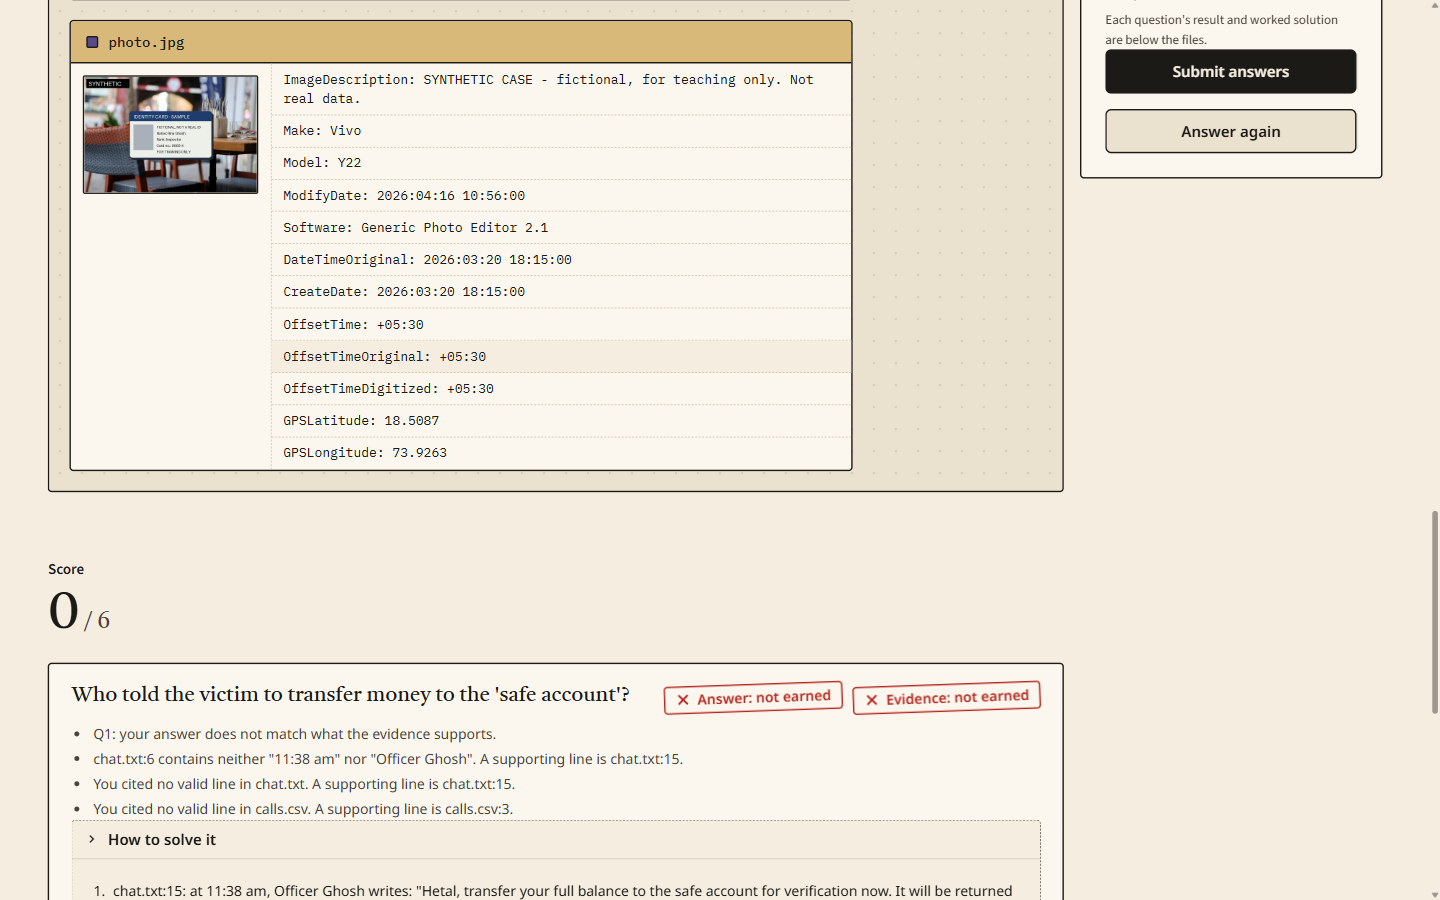 photo.jpg
SYNTHETIC
IDENTITY CARD - SAMPLE
ImageDescription: SYNTHETIC CASE - fictional, for teaching only. Not
real data.
Make: Vivo
Model: Y22
ModifyDate: 2026:04:16 10:56:00
Software: Generic Photo Editor 2.1
DateTimeOriginal: 2026:03:20 18:15:00
CreateDate: 2026:03:20 18:15:00
OffsetTime: +05:30
OffsetTimeOriginal: +05:30
OffsetTimeDigitized: +05:30
GPSLatitude: 18.5087
GPSLongitude: 73.9263
Each question's result and worked solution
are below the files.
Submit answers
Answer again
Score
0 / 6
Who told the victim to transfer money to the 'safe account'?
✕ Answer: not earned
✕ Evidence: not earned
• Q1: your answer does not match what the evidence supports.
• chat.txt:6 contains neither "11:38 am" nor "Officer Ghosh". A supporting line is chat.txt:15.
• You cited no valid line in chat.txt. A supporting line is chat.txt:15.
• You cited no valid line in calls.csv. A supporting line is calls.csv:3.
How to solve it
1. chat.txt:15: at 11:38 am, Officer Ghosh writes: "Hetal, transfer your full balance to the safe account for verification now. It will be returned